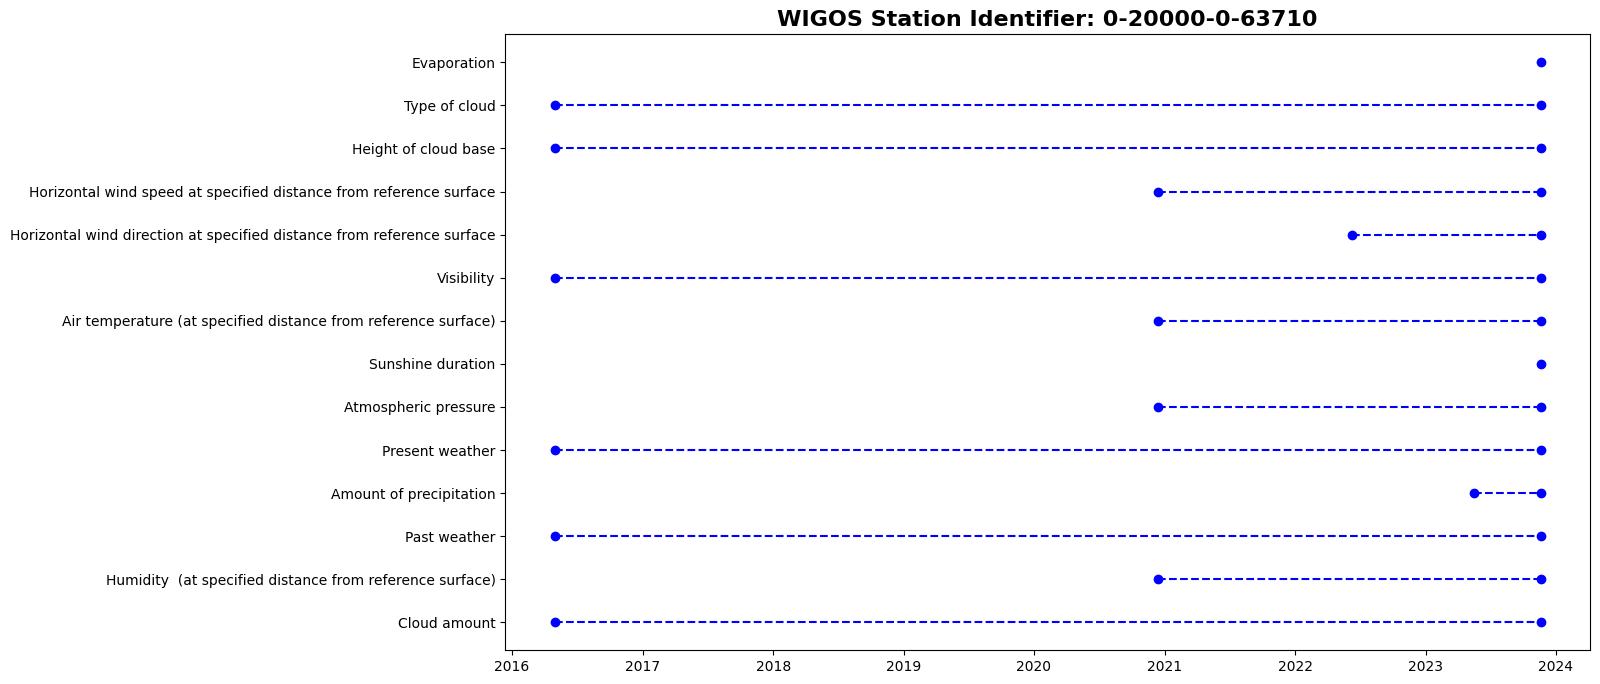 WIGOS Station Identifier: 0-20000-0-63710
Evaporation
Type of cloud
Height of cloud base
Horizontal wind speed at specified distance from reference surface
Horizontal wind direction at specified distance from reference surface
Visibility
Air temperature (at specified distance from reference surface)
Sunshine duration
Atmospheric pressure
Present weather
Amount of precipitation
Past weather
Humidity  (at specified distance from reference surface)
Cloud amount
2016 2017 2018 2019 2020 2021 2022 2023 2024